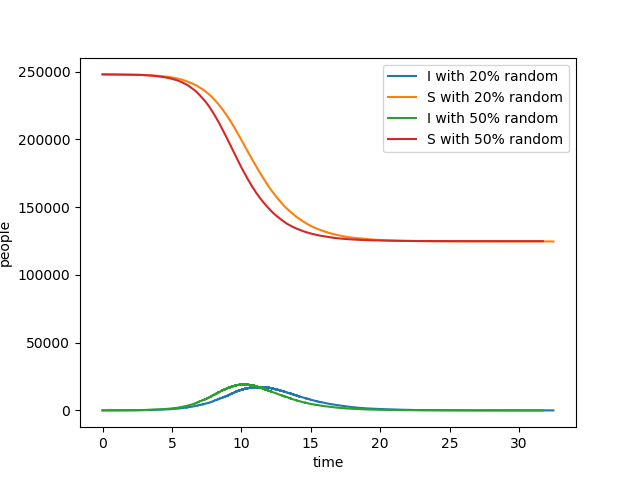 250000
200000
150000
100000
50000
0
people
0 5 10 15 20 25 30
time
I with 20% random
S with 20% random
I with 50% random
S with 50% random